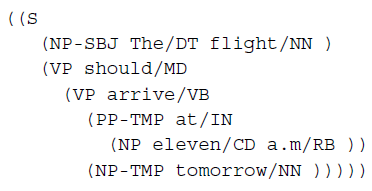 ((S
(NP-SBJ The/DT flight/NN )
(VP should/MD
(VP arrive/VB
(PP-TMP at/IN
(NP eleven/CD a.m/RB ))
(NP-TMP tomorrow/NN )))))